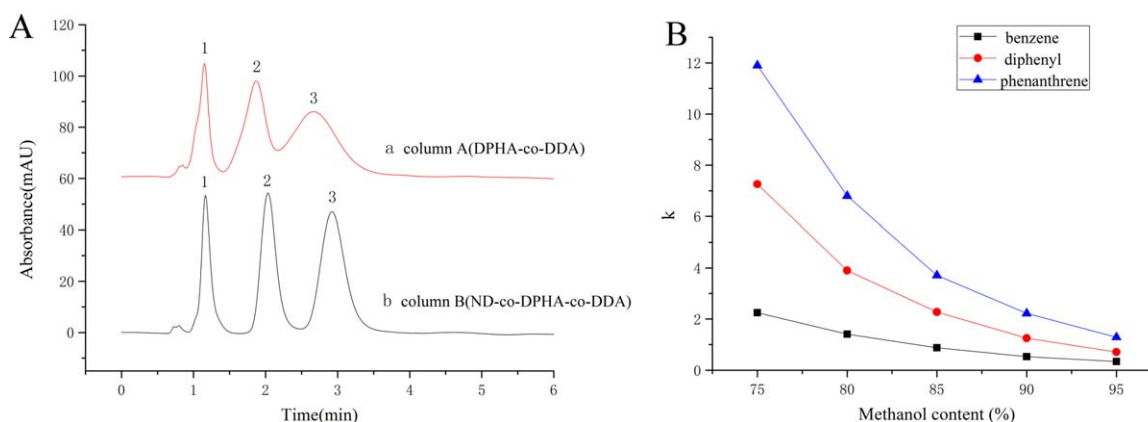 A
120
100
80
60
40
20
0
Absorbance(mAU)
1
2
3
a column A(DPHA-co-DDA)
1
2
3
b column B(ND-co-DPHA-co-DDA)
0 1 2 3 4 5 6
Time(min)
B
benzene
diphenyl
phenanthrene
12
10
8
6
4
2
0
k
75 80 85 90 95
Methanol content (%)